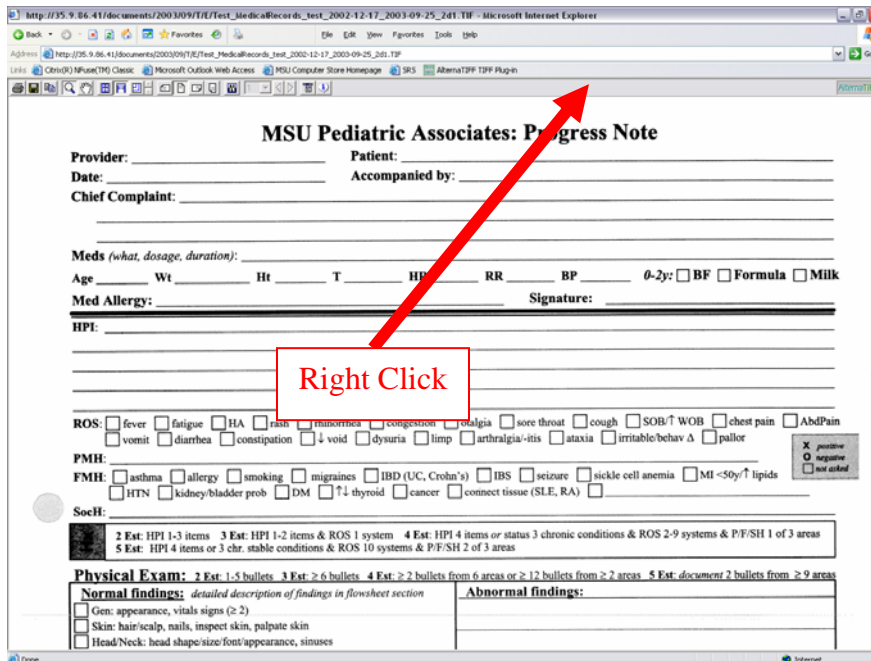 http://35.9.86.41/documents/2003/09/T/E/Test_MedicalRecords_test_2002-12-17_2003-09-25_2d1.TIF - Microsoft Internet Explorer
Back Favorites File Edit View Favorites Tools Help
Address http://35.9.86.41/documents/2003/09/T/E/Test_MedicalRecords_test_2002-12-17_2003-09-25_2d1.TIF
Links Citrix(R) NFuse(TM) Classic Microsoft Outlook Web Access MSU Computer Store Homepage SRS AlternaTIFF TIFF Plug-in
MSU Pediatric Associates: Progress Note
Provider: Patient:
Date: Accompanied by:
Chief Complaint:
Meds (what, dosage, duration):
Age Wt Ht T HR RR BP 0-2y: BF Formula Milk
Med Allergy: Signature:
HPI:
Right Click
ROS: fever fatigue HA rash rhinorrhea congestion otalgia sore throat cough SOB/↑ WOB chest pain AbdPain
vomit diarrhea constipation ↓ void dysuria limp arthralgia/-itis ataxia irritable/behav Δ pallor
X positive
O negative
not asked
PMH:
FMH: asthma allergy smoking migraines IBD (UC, Crohn's) IBS seizure sickle cell anemia MI <50y/↑ lipids
HTN kidney/bladder prob DM ↑↓ thyroid cancer connect tissue (SLE, RA)
SocH:
2 Est: HPI 1-3 items 3 Est: HPI 1-2 items & ROS 1 system 4 Est: HPI 4 items or status 3 chronic conditions & ROS 2-9 systems & P/F/SH 1 of 3 areas
5 Est: HPI 4 items or 3 chr. stable conditions & ROS 10 systems & P/F/SH 2 of 3 areas
Physical Exam: 2 Est: 1-5 bullets 3 Est: ≥ 6 bullets 4 Est: ≥ 2 bullets from 6 areas or ≥ 12 bullets from ≥ 2 areas 5 Est: document 2 bullets from ≥ 9 areas
Normal findings: detailed description of findings in flowsheet section Abnormal findings:
Gen: appearance, vitals signs (≥ 2)
Skin: hair/scalp, nails, inspect skin, palpate skin
Head/Neck: head shape/size/font/appearance, sinuses
Done Internet